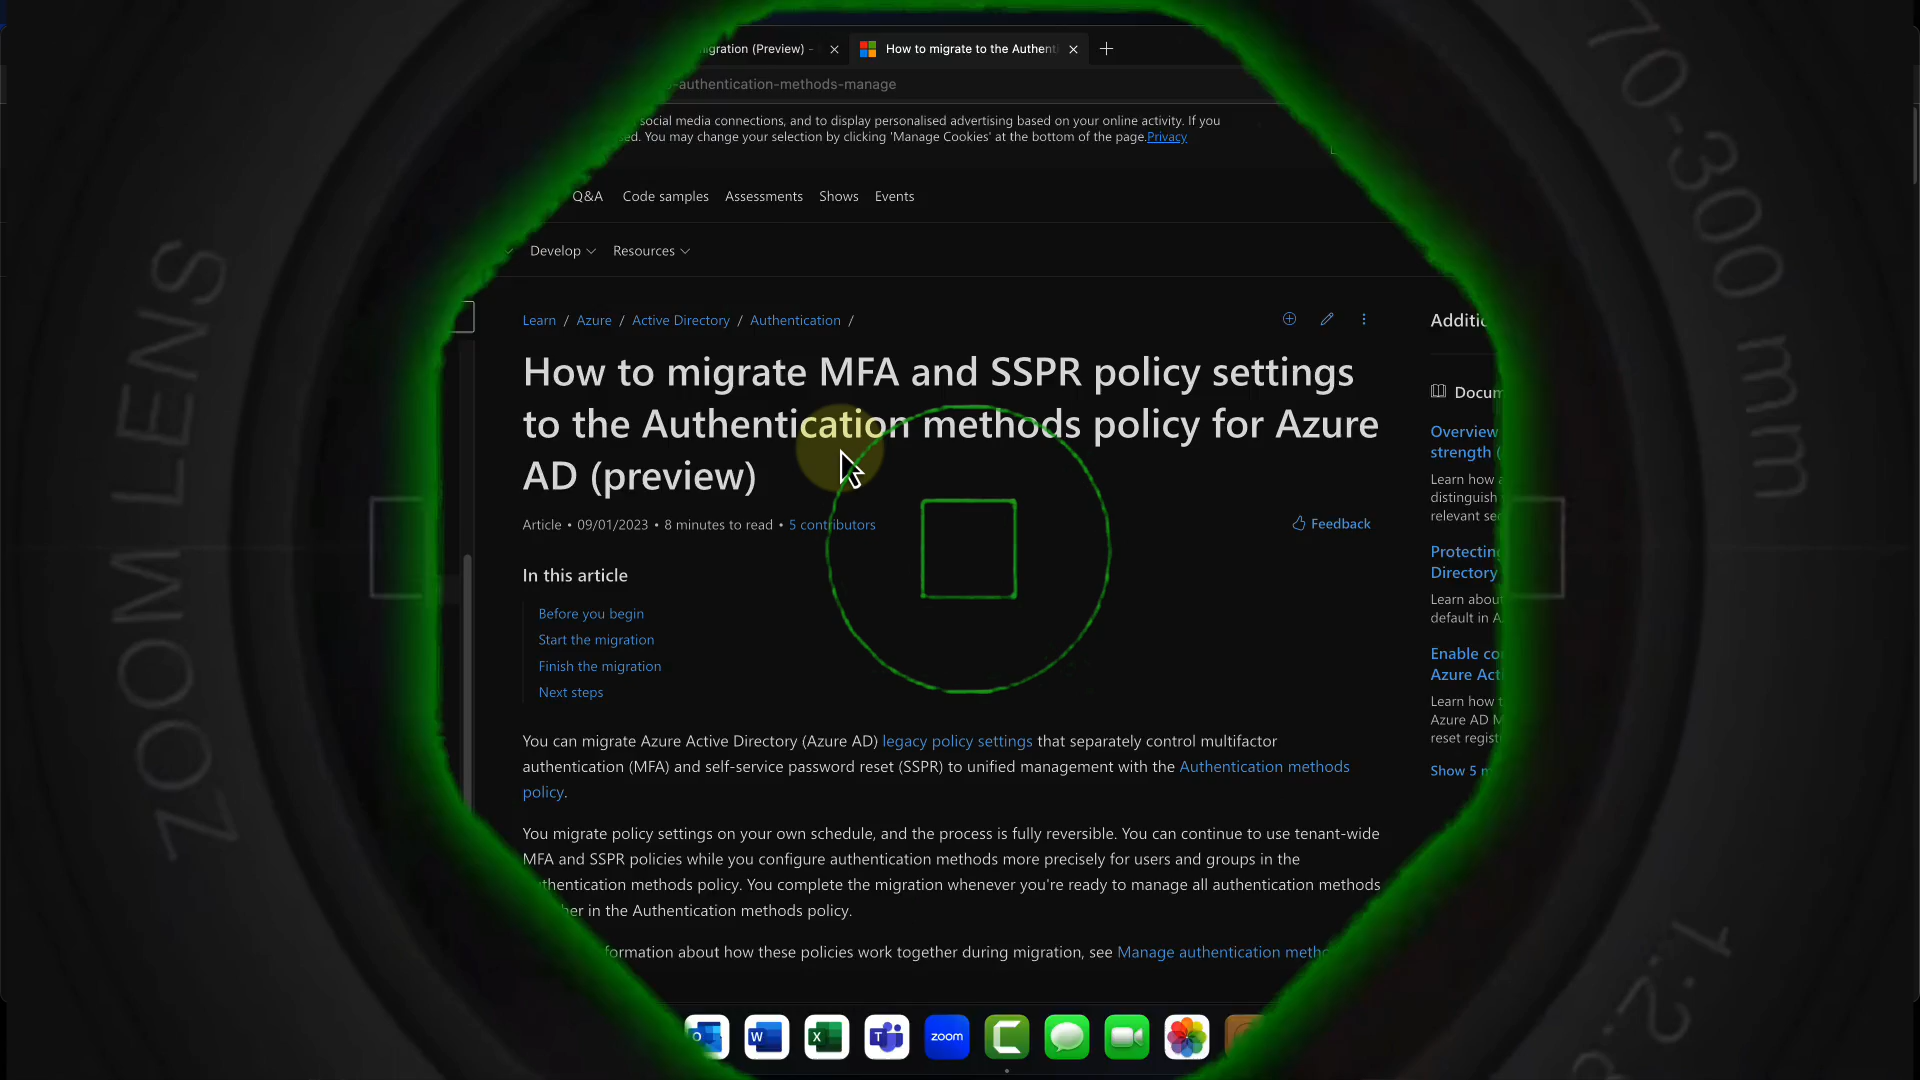 igration (Preview) -
How to migrate to the Authenti
-authentication-methods-manage
social media connections, and to display personalised advertising based on your online activity. If you
ed. You may change your selection by clicking 'Manage Cookies' at the bottom of the page. Privacy
Q&A Code samples Assessments Shows Events
Develop Resources
Learn / Azure / Active Directory / Authentication /
How to migrate MFA and SSPR policy settings
to the Authentication methods policy for Azure
AD (preview)
Article • 09/01/2023 • 8 minutes to read • 5 contributors
Feedback
In this article
Before you begin
Start the migration
Finish the migration
Next steps
You can migrate Azure Active Directory (Azure AD) legacy policy settings that separately control multifactor
authentication (MFA) and self-service password reset (SSPR) to unified management with the Authentication methods
policy.
You migrate policy settings on your own schedule, and the process is fully reversible. You can continue to use tenant-wide
MFA and SSPR policies while you configure authentication methods more precisely for users and groups in the
thentication methods policy. You complete the migration whenever you're ready to manage all authentication methods
her in the Authentication methods policy.
formation about how these policies work together during migration, see Manage authentication metho
Additio
Docum
Overview
strength (
Learn how a
distinguish
relevant se
Protecting
Directory
Learn about
default in A
Enable co
Azure Act
Learn how t
Azure AD M
reset regist
Show 5 m
ZOOM LENS
70-300 mm
1:2.
O
W
X
T
zoom